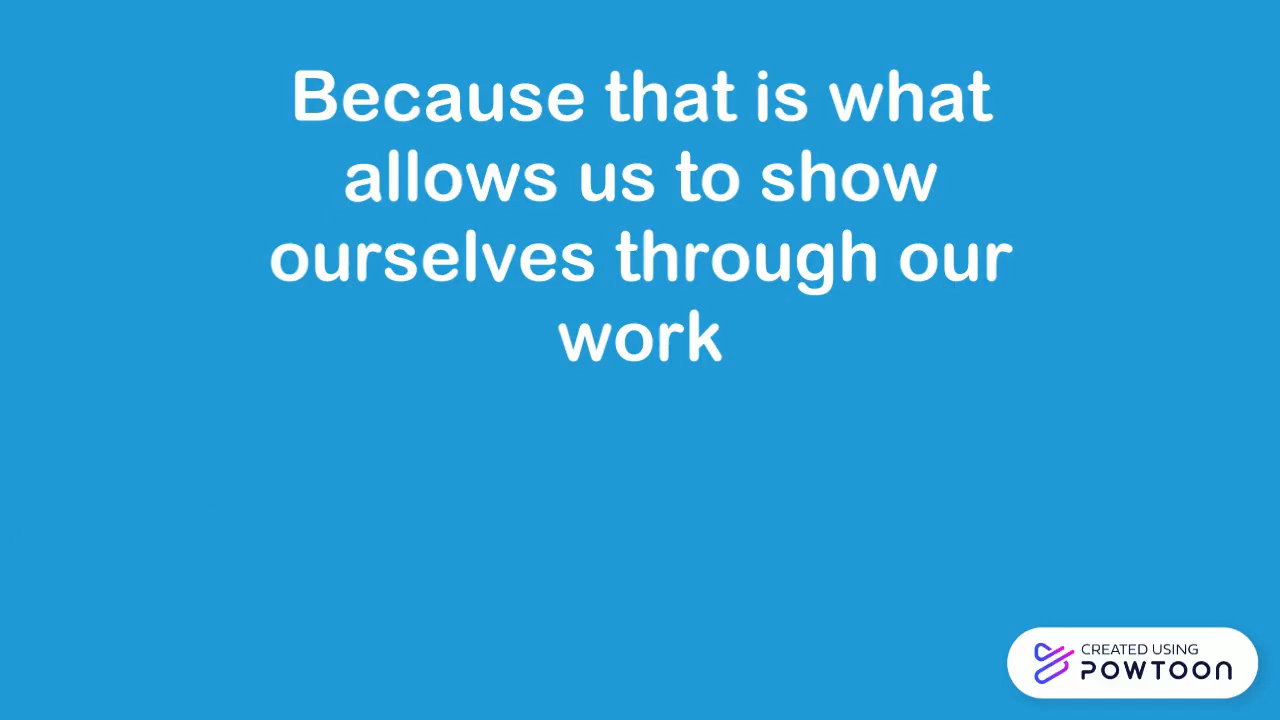 Because that is what
allows us to show
ourselves through our
work
CREATED USING
POWTOON